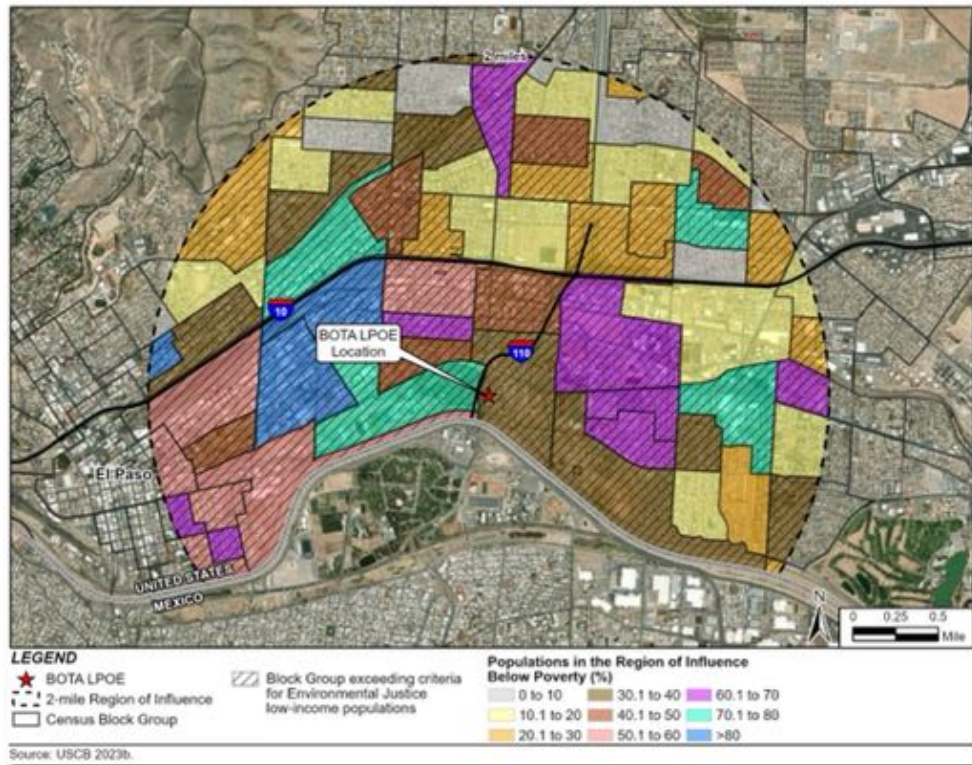 2 miles
10
BOTA LPOE
Location
110
El Paso
UNITED STATES
MEXICO
N
0 0.25 0.5
Mile
LEGEND
BOTA LPOE
2-mile Region of Influence
Census Block Group
Block Group exceeding criteria
for Environmental Justice
low-income populations
Populations in the Region of Influence
Below Poverty (%)
0 to 10
10.1 to 20
20.1 to 30
30.1 to 40
40.1 to 50
50.1 to 60
60.1 to 70
70.1 to 80
>80
Source: USCB 2023b.